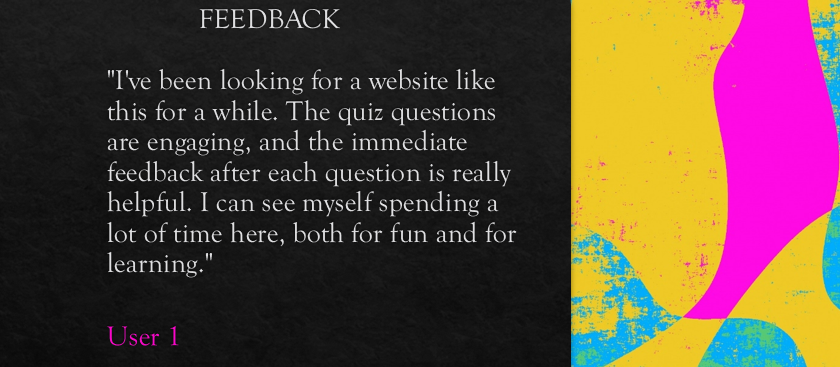 FEEDBACK
"I've been looking for a website like
this for a while. The quiz questions
are engaging, and the immediate
feedback after each question is really
helpful. I can see myself spending a
lot of time here, both for fun and for
learning."
User 1